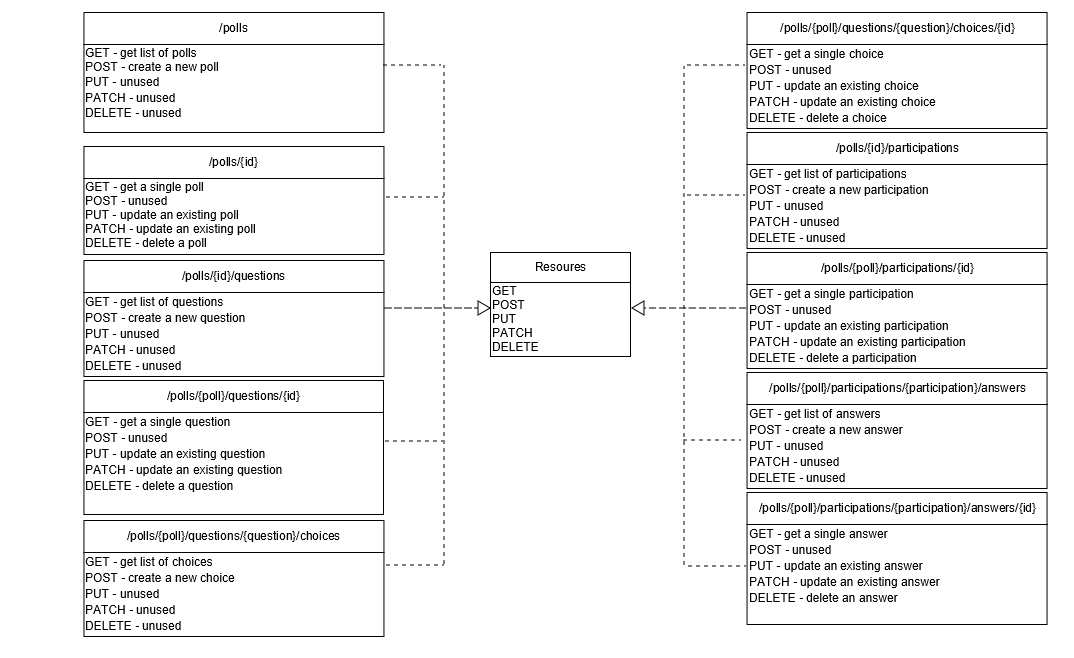 /polls
GET - get list of polls
POST - create a new poll
PUT - unused
PATCH - unused
DELETE - unused
/polls/{id}
GET - get a single poll
POST - unused
PUT - update an existing poll
PATCH - update an existing poll
DELETE - delete a poll
/polls/{id}/questions
GET - get list of questions
POST - create a new question
PUT - unused
PATCH - unused
DELETE - unused
/polls/{poll}/questions/{id}
GET - get a single question
POST - unused
PUT - update an existing question
PATCH - update an existing question
DELETE - delete a question
/polls/{poll}/questions/{question}/choices
GET - get list of choices
POST - create a new choice
PUT - unused
PATCH - unused
DELETE - unused
Resoures
GET
POST
PUT
PATCH
DELETE
/polls/{poll}/questions/{question}/choices/{id}
GET - get a single choice
POST - unused
PUT - update an existing choice
PATCH - update an existing choice
DELETE - delete a choice
/polls/{id}/participations
GET - get list of participations
POST - create a new participation
PUT - unused
PATCH - unused
DELETE - unused
/polls/{poll}/participations/{id}
GET - get a single participation
POST - unused
PUT - update an existing participation
PATCH - update an existing participation
DELETE - delete a participation
/polls/{poll}/participations/{participation}/answers
GET - get list of answers
POST - create a new answer
PUT - unused
PATCH - unused
DELETE - unused
/polls/{poll}/participations/{participation}/answers/{id}
GET - get a single answer
POST - unused
PUT - update an existing answer
PATCH - update an existing answer
DELETE - delete an answer